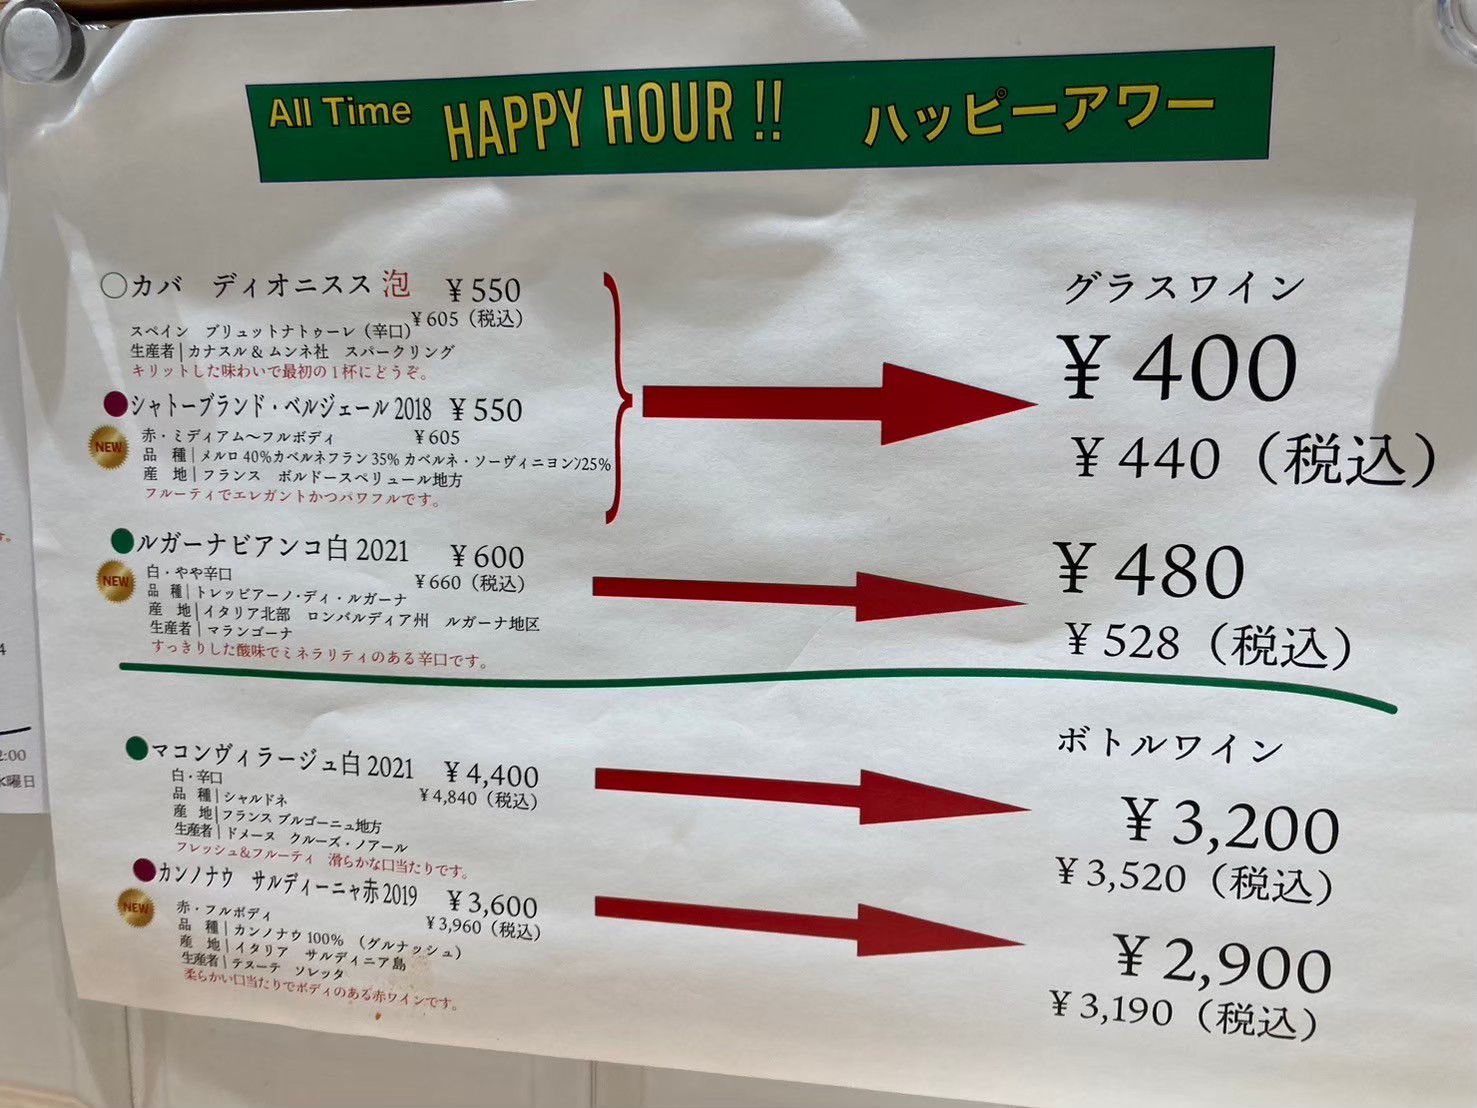 All Time HAPPY HOUR !! ハッピーアワー
○カバ ディオニスス 泡 ¥550
¥605（税込）
スペイン ブリュットナトゥーレ（辛口）
生産者｜カナスル & ムンネ社 スパークリング
キリットした味わいで最初の1杯にどうぞ。
グラスワイン
¥400
¥440（税込）
●シャトーブランド・ベルジェール 2018 ¥550
NEW
赤・ミディアム〜フルボディ ¥605
品 種｜メルロ 40%カベルネフラン 35% カベルネ・ソーヴィニヨン/25%
産 地｜フランス ボルドースペリュール地方
フルーティでエレガントかつパワフルです。
●ルガーナビアンコ白 2021 ¥600
NEW
白・やや辛口 ¥660（税込）
品 種｜トレッビアーノ・ディ・ルガーナ
産 地｜イタリア北部 ロンバルディア州 ルガーナ地区
生産者｜マランゴーナ
すっきりした酸味でミネラリティのある辛口です。
¥480
¥528（税込）
ボトルワイン
●マコンヴィラージュ白 2021 ¥4,400
白・辛口 ¥4,840（税込）
品 種｜シャルドネ
産 地｜フランス ブルゴーニュ地方
生産者｜ドメーヌ クルーズ・ノアール
フレッシュ&フルーティ 滑らかな口当たりです。
¥3,200
¥3,520（税込）
●カンノナウ サルディーニャ赤 2019 ¥3,600
NEW
¥3,960（税込）
赤・フルボディ
品 種｜カンノナウ 100% （グルナッシュ）
産 地｜イタリア サルディニア島
生産者｜テヌーテ ソレッタ
柔らかい口当たりでボディのある赤ワインです。
¥2,900
¥3,190（税込）
す。
4
2:00
水曜日